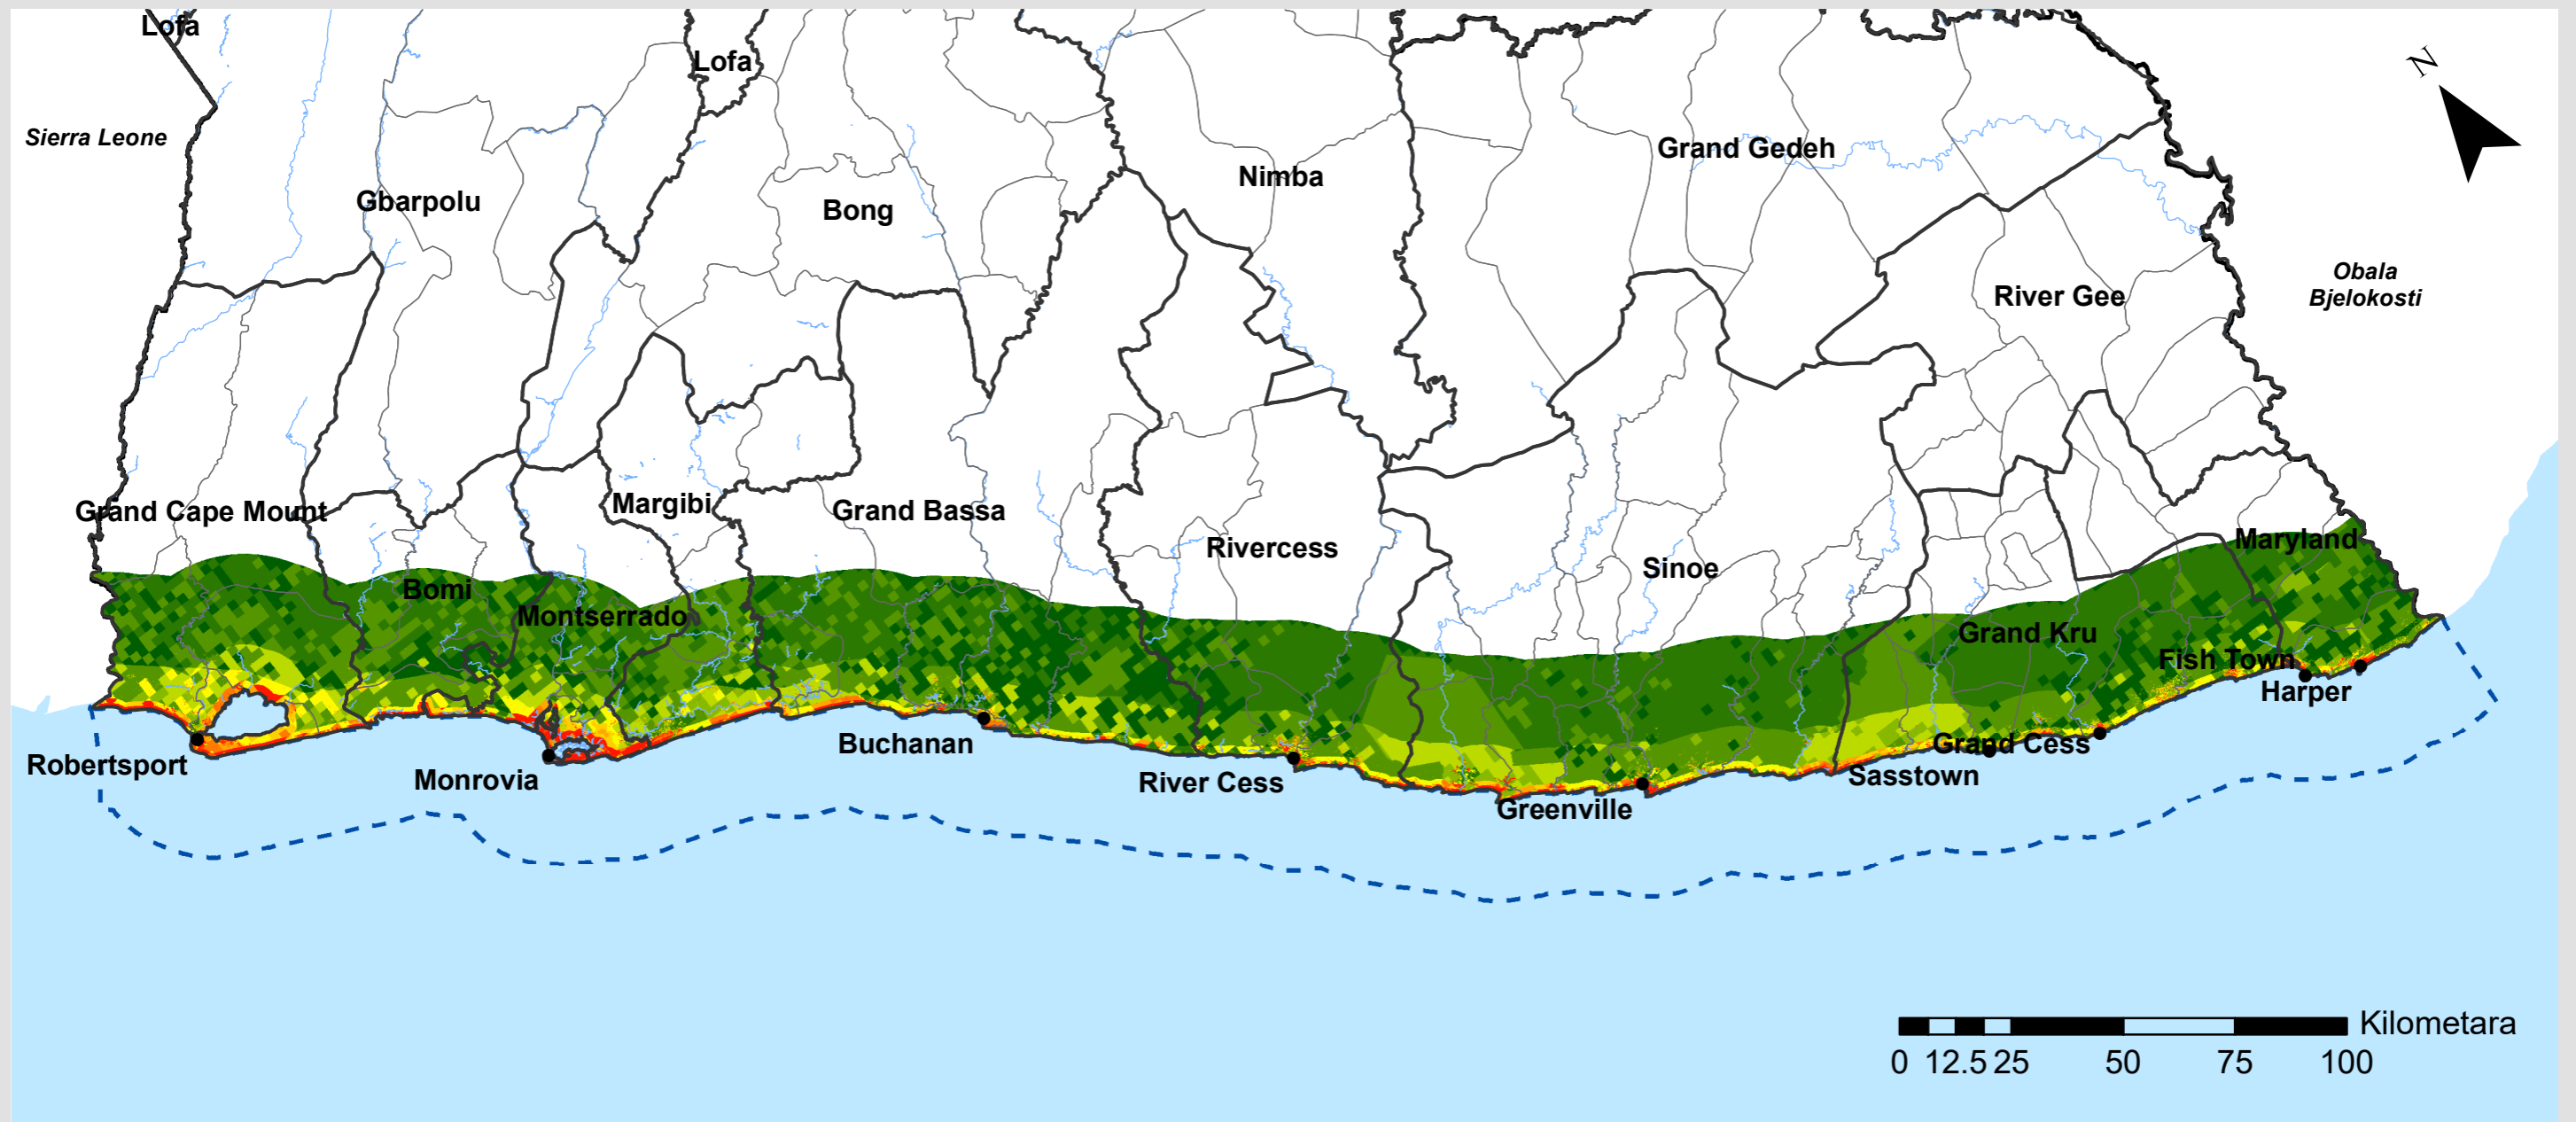 Lofa
Lofa
N
Sierra Leone
Grand Gedeh
Nimba
Gbarpolu
Bong
Obala
Bjelokosti
River Gee
Grand Cape Mount
Margibi
Grand Bassa
Rivercess
Sinoe
Maryland
Bomi
Montserrado
Grand Kru
Fish Town
Harper
Robertsport
Monrovia
Buchanan
River Cess
Greenville
Grand Cess
Sasstown
Kilometara
0 12.5 25 50 75 100